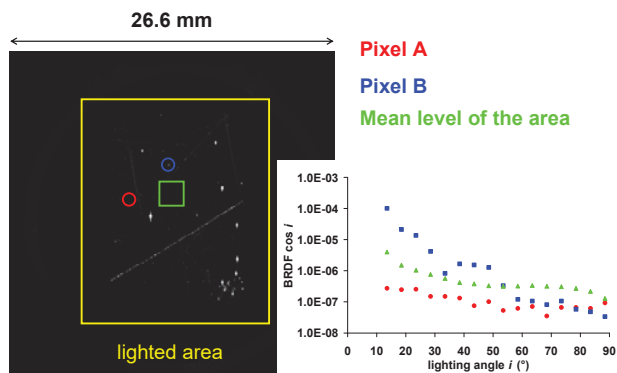 26.6 mm
Pixel A
Pixel B
Mean level of the area
lighted area
BRDF cos i
1.0E-03
1.0E-04
1.0E-05
1.0E-06
1.0E-07
1.0E-08
0 10 20 30 40 50 60 70 80 90
lighting angle i (°)